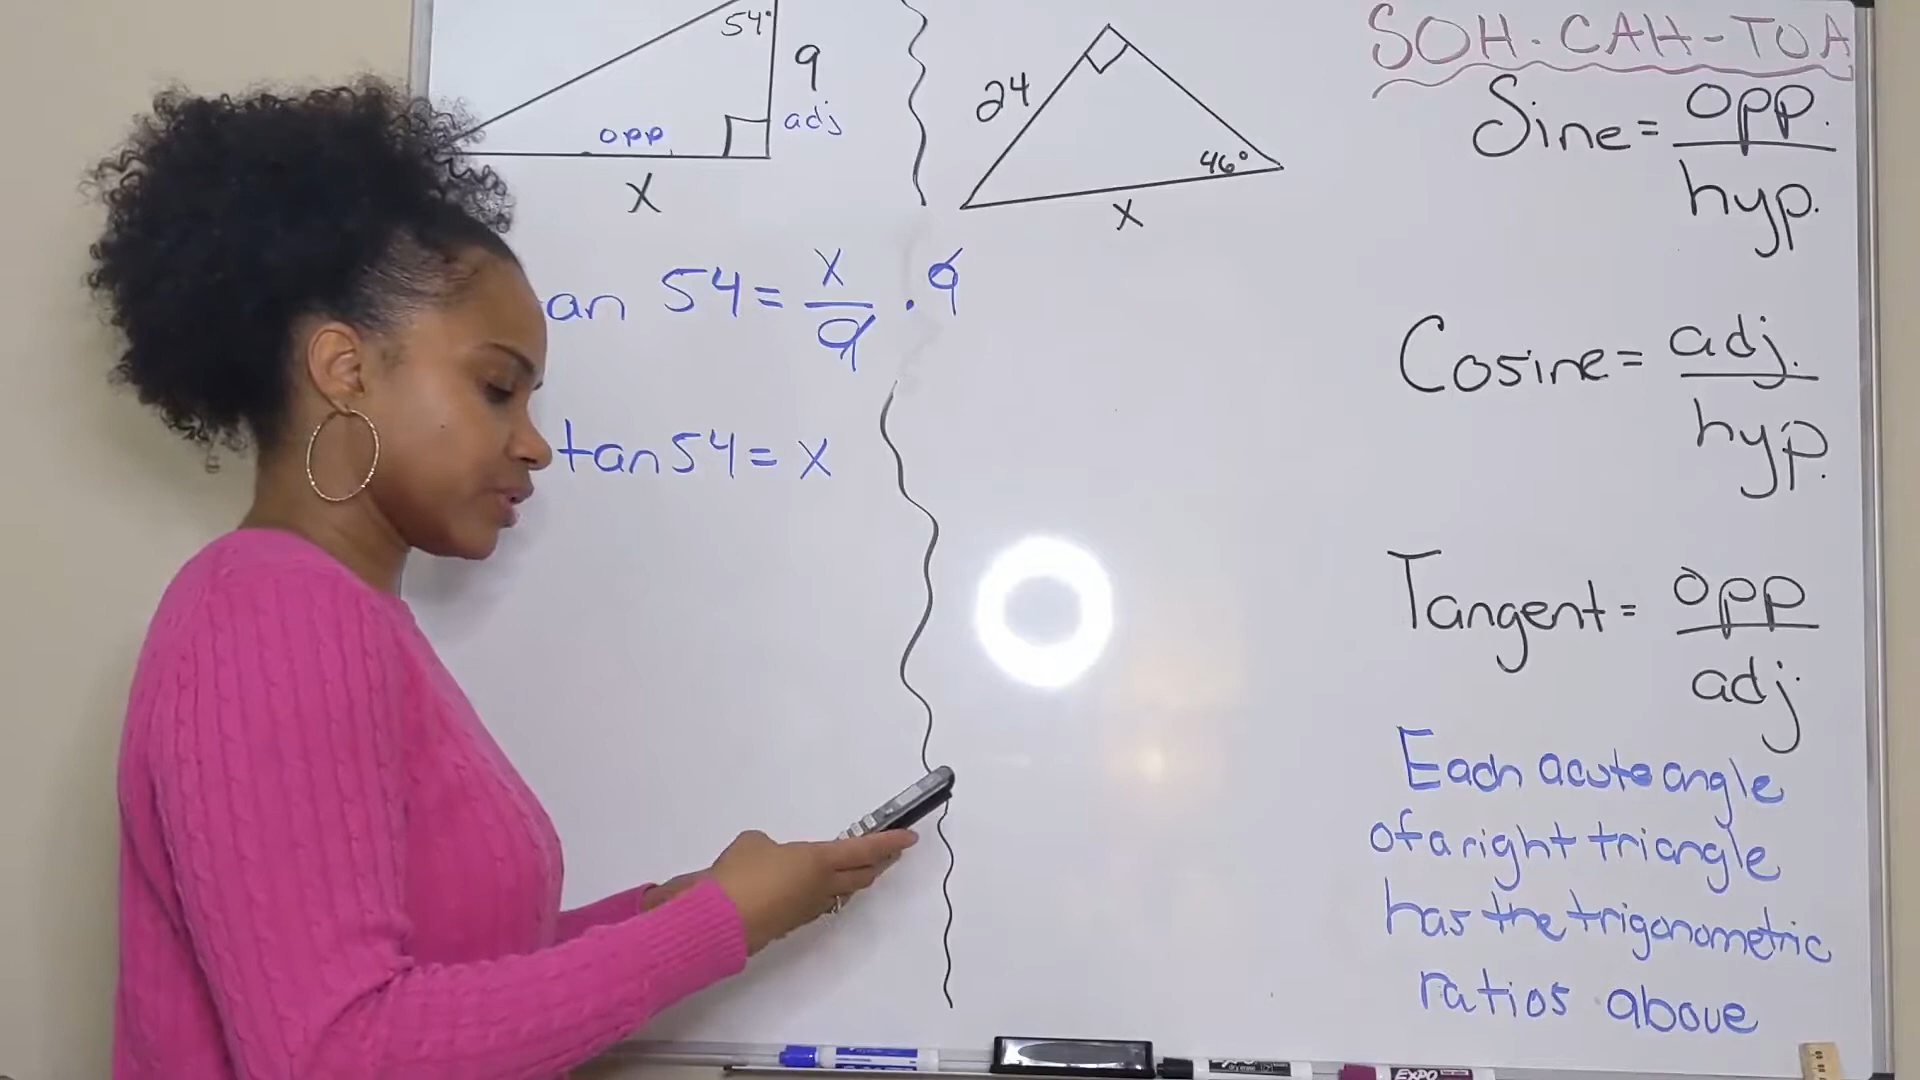 54°
9
adj
opp
x
24
46°
x
an 54 = x/9 · 9
tan 54 = x
SOH-CAH-TOA
Sine = opp./hyp.
Cosine = adj./hyp.
Tangent = opp/adj
Each acute angle
of a right triangle
has the trigonometric
ratios above
EXPO